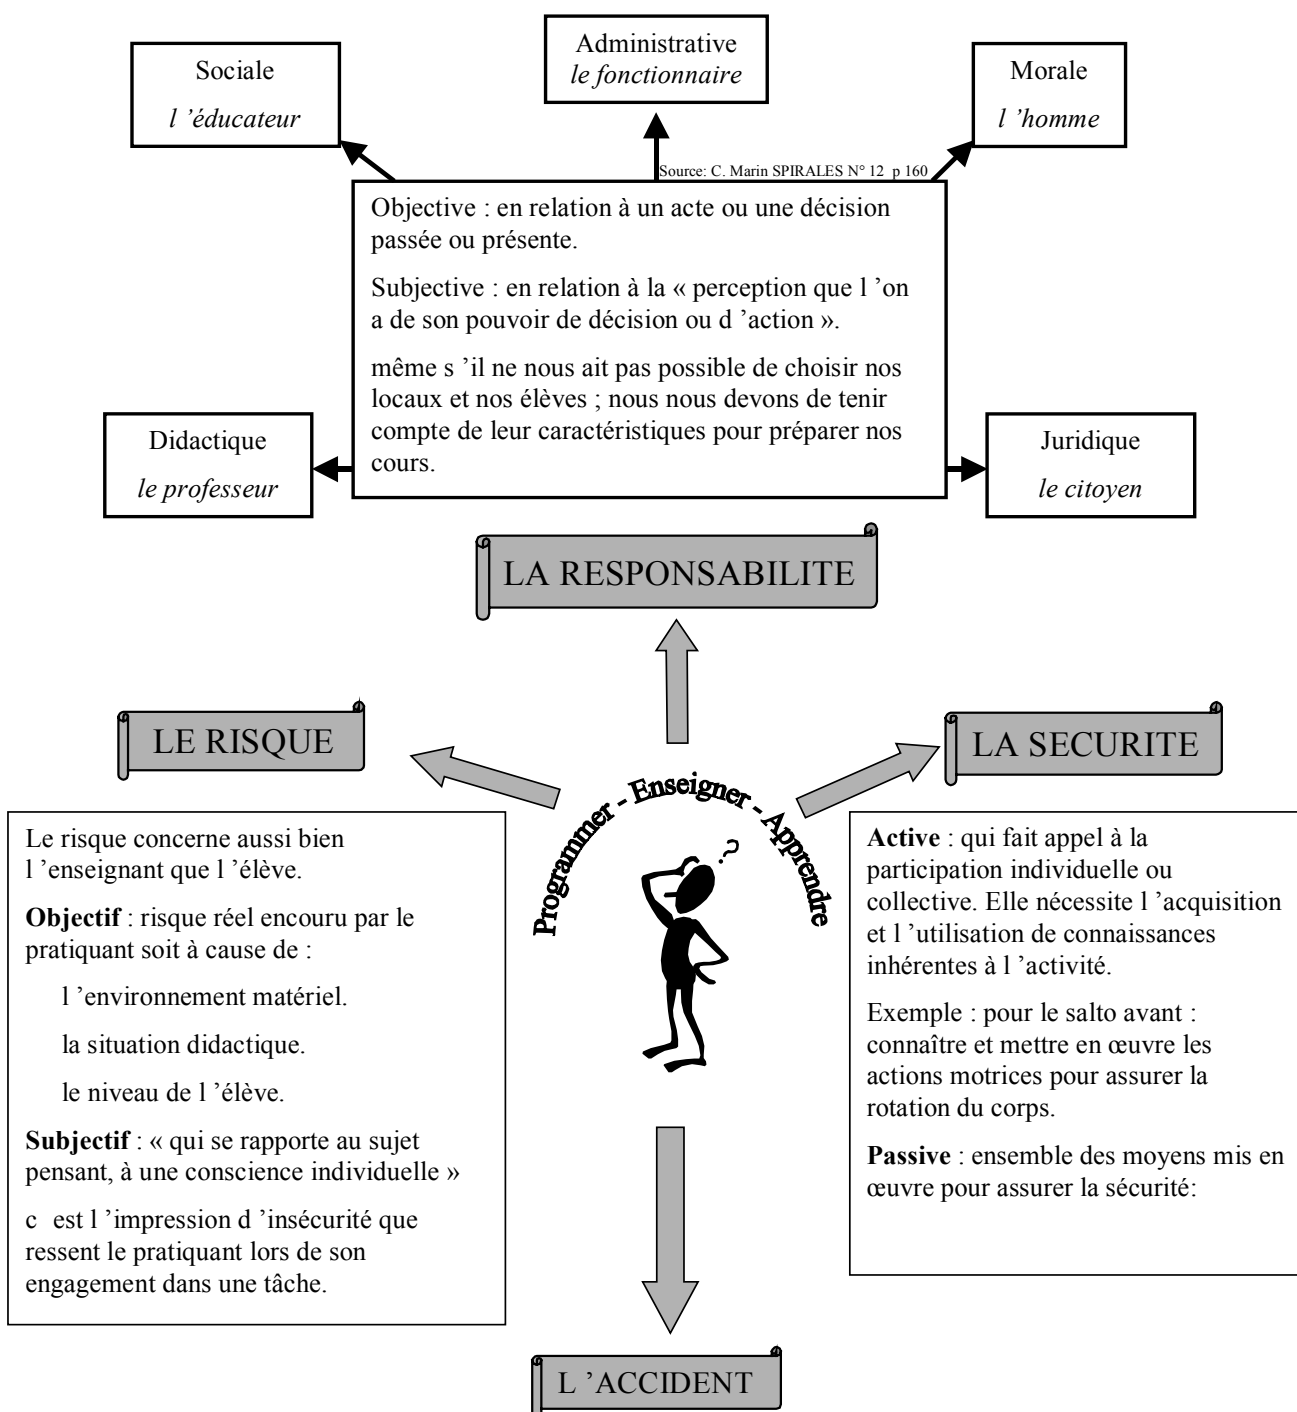 Sociale
l ’éducateur
Administrative
le fonctionnaire
Morale
l ’homme
Source: C. Marin SPIRALES N° 12 p 160
Objective : en relation à un acte ou une décision
passée ou présente.
Subjective : en relation à la « perception que l ’on
a de son pouvoir de décision ou d ’action ».
même s ’il ne nous ait pas possible de choisir nos
locaux et nos élèves ; nous nous devons de tenir
compte de leur caractéristiques pour préparer nos
cours.
Didactique
le professeur
Juridique
le citoyen
LA RESPONSABILITE
LE RISQUE
LA SECURITE
Programmer - Enseigner - Apprendre
?
Le risque concerne aussi bien
l ’enseignant que l ’élève.
Objectif : risque réel encouru par le
pratiquant soit à cause de :
l ’environnement matériel.
la situation didactique.
le niveau de l ’élève.
Subjectif : « qui se rapporte au sujet
pensant, à une conscience individuelle »
c est l ’impression d ’insécurité que
ressent le pratiquant lors de son
engagement dans une tâche.
Active : qui fait appel à la
participation individuelle ou
collective. Elle nécessite l ’acquisition
et l ’utilisation de connaissances
inhérentes à l ’activité.
Exemple : pour le salto avant :
connaître et mettre en œuvre les
actions motrices pour assurer la
rotation du corps.
Passive : ensemble des moyens mis en
œuvre pour assurer la sécurité:
L ’ACCIDENT